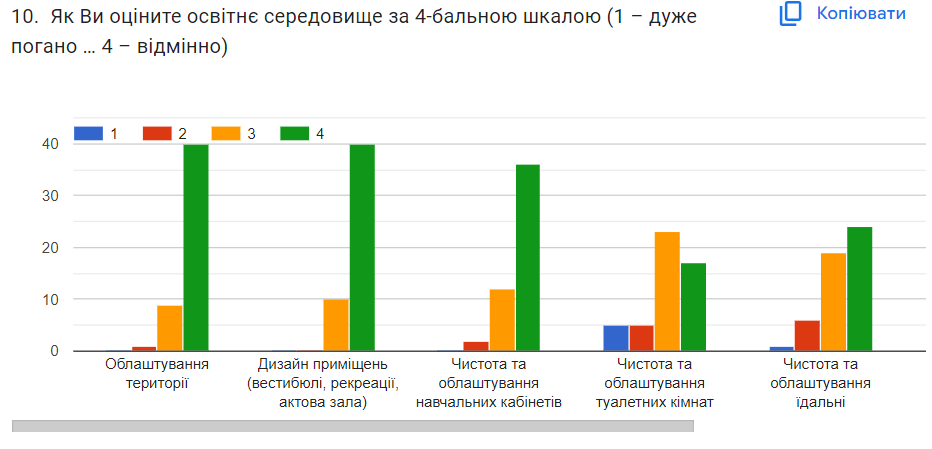 10. Як Ви оціните освітнє середовище за 4-бальною шкалою (1 – дуже
погано ... 4 – відмінно)
Копіювати
1 2 3 4
40
30
20
10
0
Облаштування
території
Дизайн приміщень
(вестибюлі, рекреації,
актова зала)
Чистота та
облаштування
навчальних кабінетів
Чистота та
облаштування
туалетних кімнат
Чистота та
облаштування
їдальні